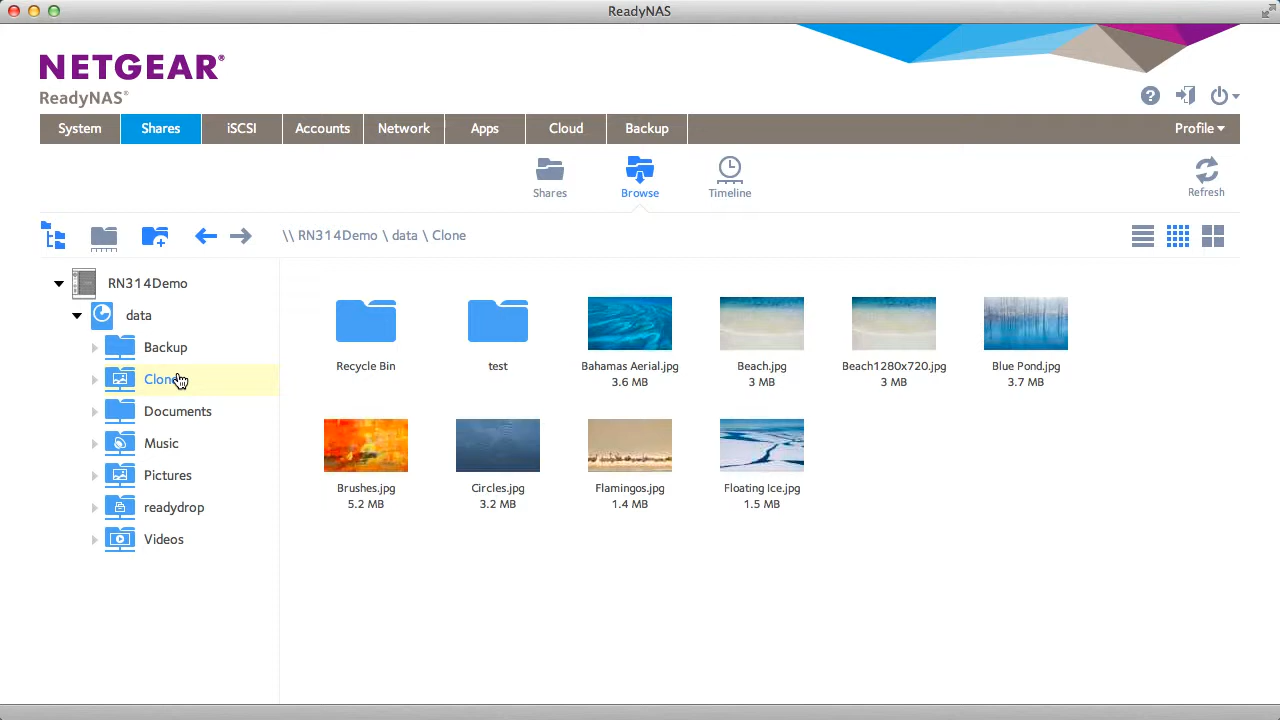 ReadyNAS
NETGEAR®
ReadyNAS®
System Shares iSCSI Accounts Network Apps Cloud Backup Profile
Shares Browse Timeline Refresh
\\ RN314Demo \ data \ Clone
RN314Demo
data
Backup
Clone
Documents
Music
Pictures
readydrop
Videos
Recycle Bin test Bahamas Aerial.jpg Beach.jpg Beach1280x720.jpg Blue Pond.jpg
3.6 MB 3 MB 3 MB 3.7 MB
Brushes.jpg Circles.jpg Flamingos.jpg Floating Ice.jpg
5.2 MB 3.2 MB 1.4 MB 1.5 MB